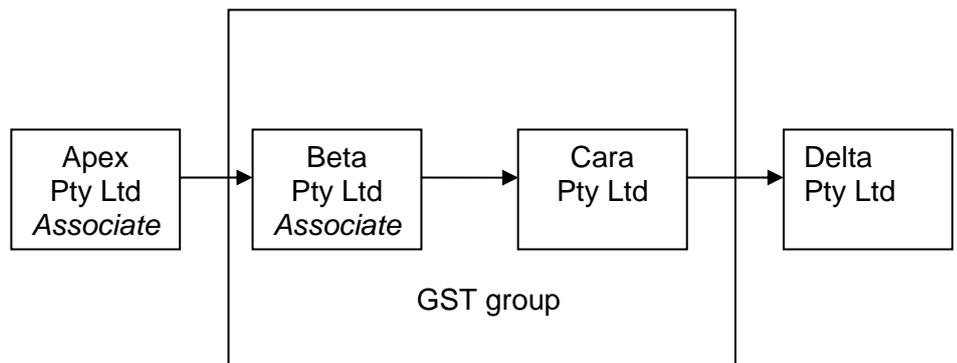 Apex
Pty Ltd
Associate
Beta
Pty Ltd
Associate
Cara
Pty Ltd
Delta
Pty Ltd
GST group